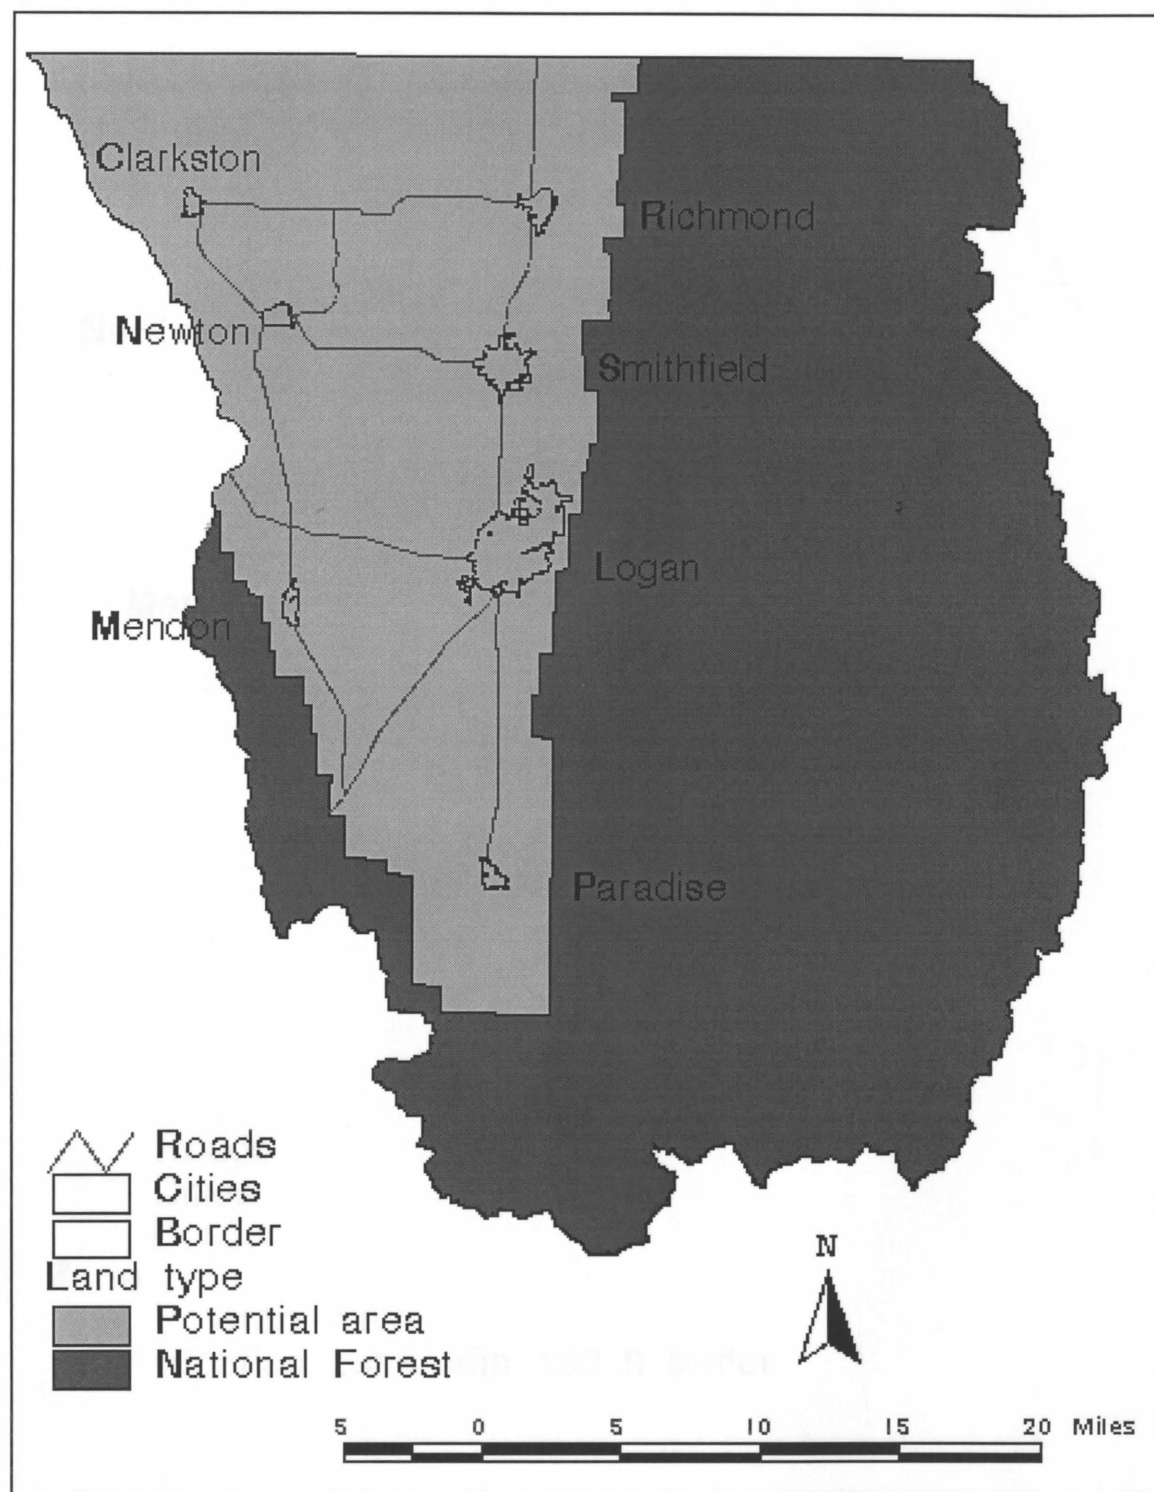 Clarkston
Richmond
Newton
Smithfield
Logan
Mendon
Paradise
Roads
Cities
Border
Land type
Potential area
National Forest
N
5 0 5 10 15 20 Miles